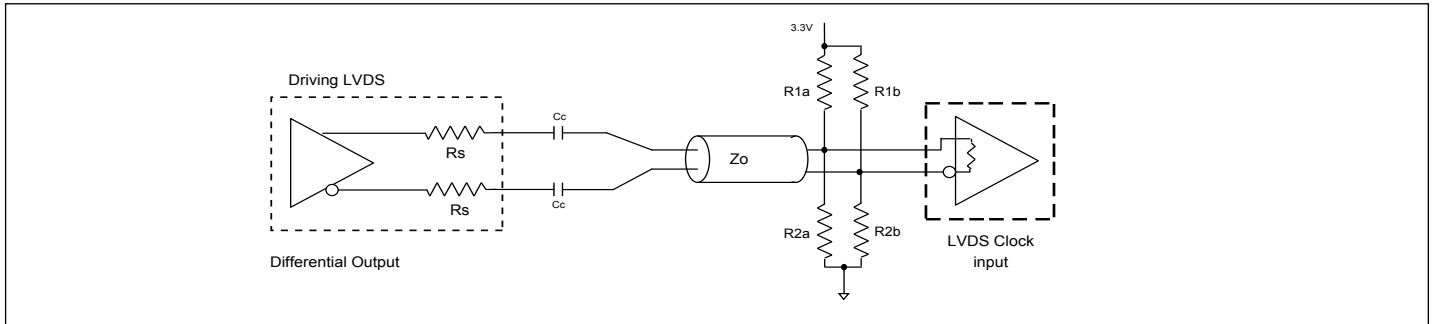 3.3V
Driving LVDS
R1a
R1b
Cc
Rs
Zo
Rs
Cc
R2a
R2b
LVDS Clock
input
Differential Output